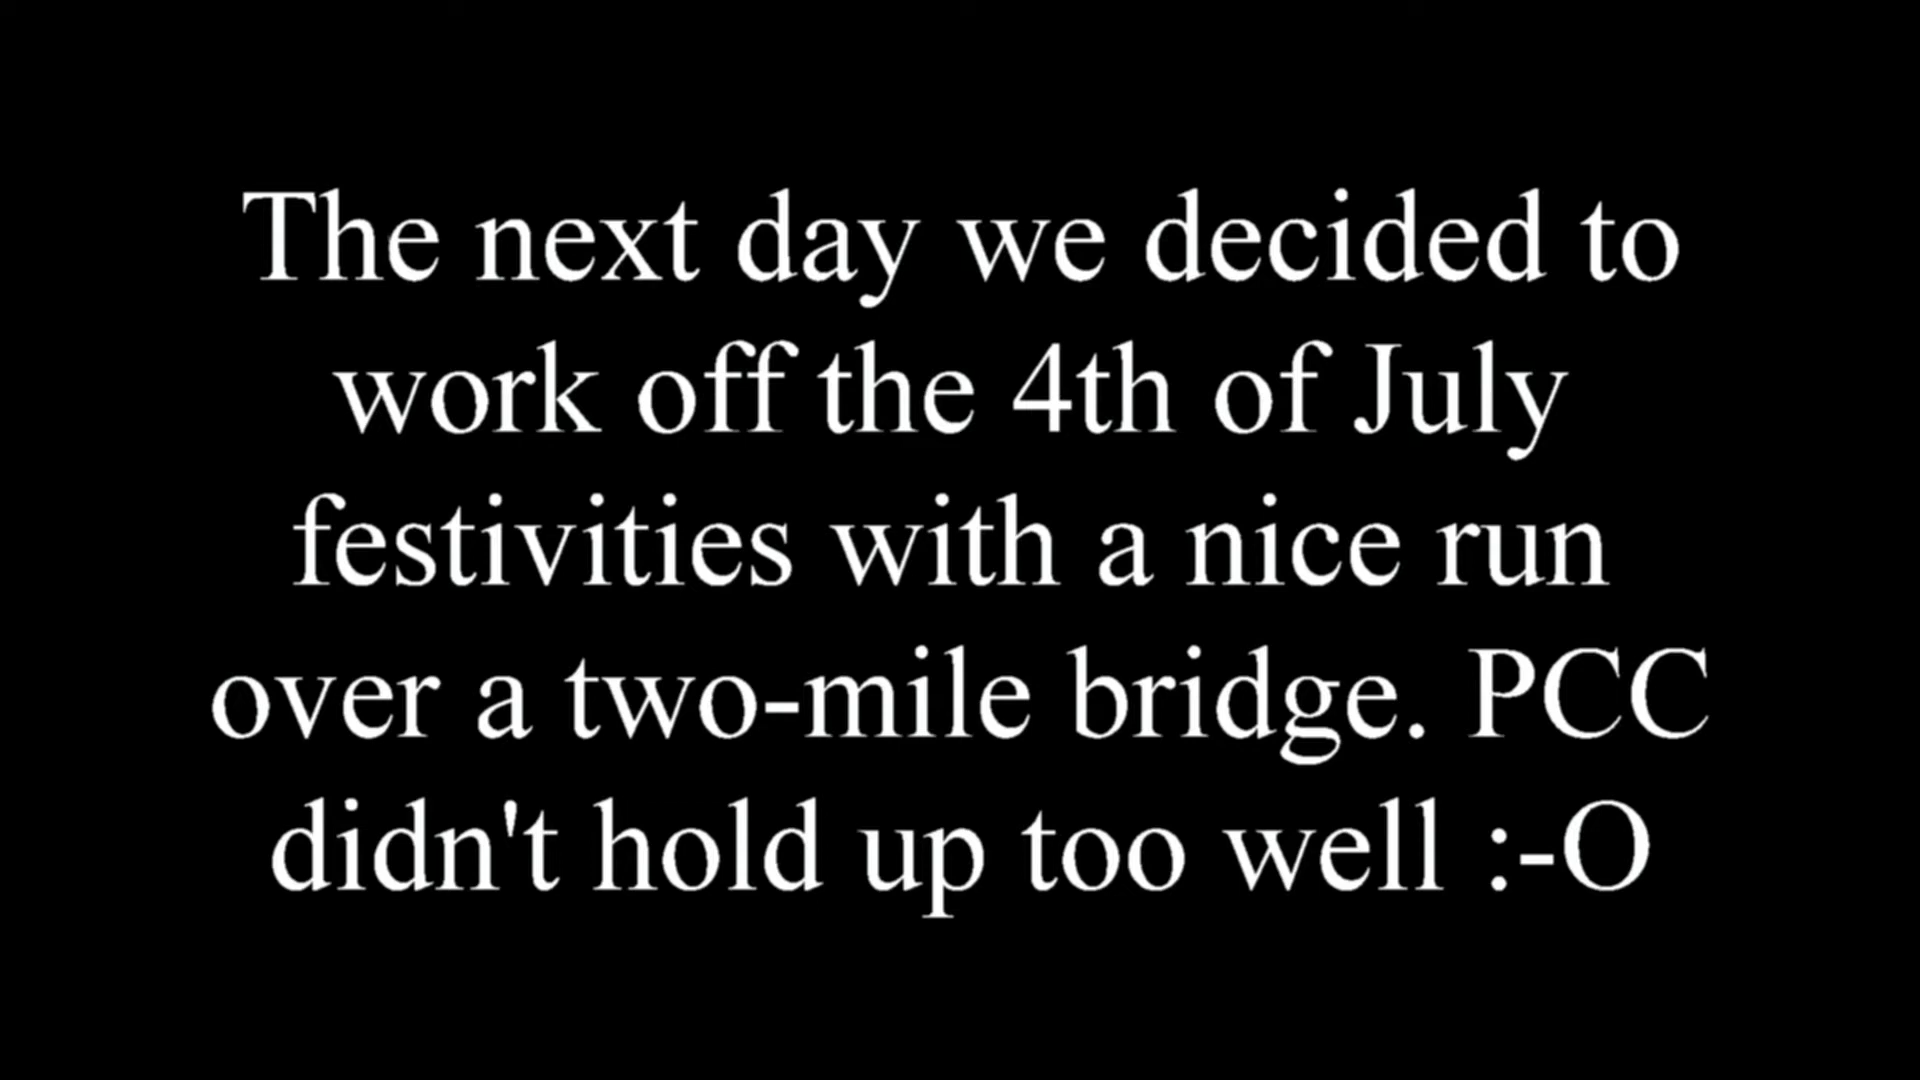 The next day we decided to
work off the 4th of July
festivities with a nice run
over a two-mile bridge. PCC
didn't hold up too well :-O